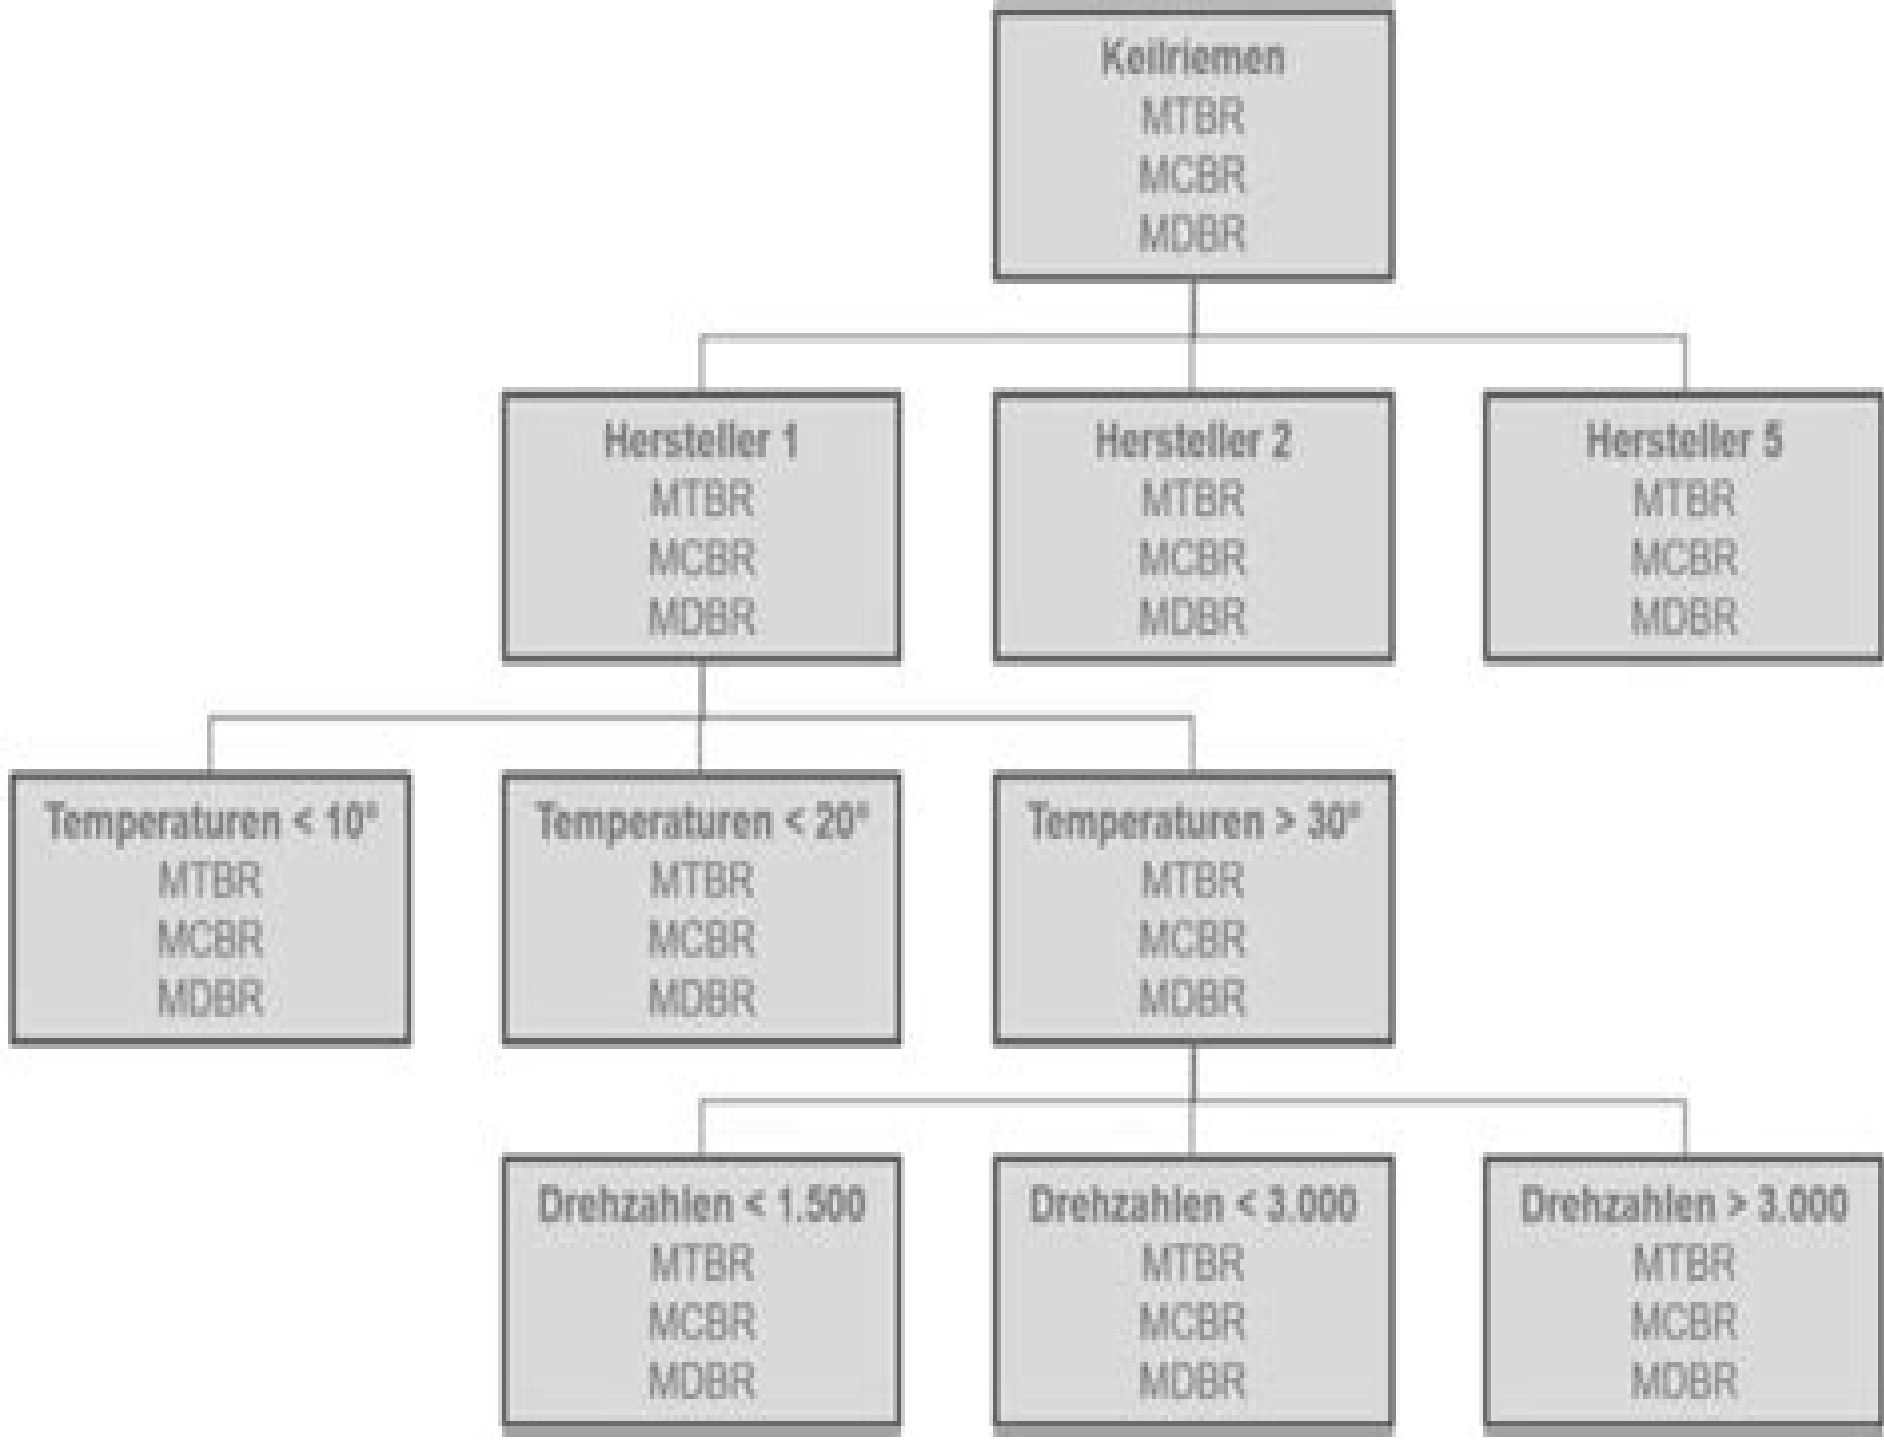 Keilriemen
MTBR
MCBR
MDBR
Hersteller 1
MTBR
MCBR
MDBR
Hersteller 2
MTBR
MCBR
MDBR
Hersteller 5
MTBR
MCBR
MDBR
Temperaturen < 10°
MTBR
MCBR
MDBR
Temperaturen < 20°
MTBR
MCBR
MDBR
Temperaturen > 30°
MTBR
MCBR
MDBR
Drehzahlen < 1.500
MTBR
MCBR
MDBR
Drehzahlen < 3.000
MTBR
MCBR
MDBR
Drehzahlen > 3.000
MTBR
MCBR
MDBR